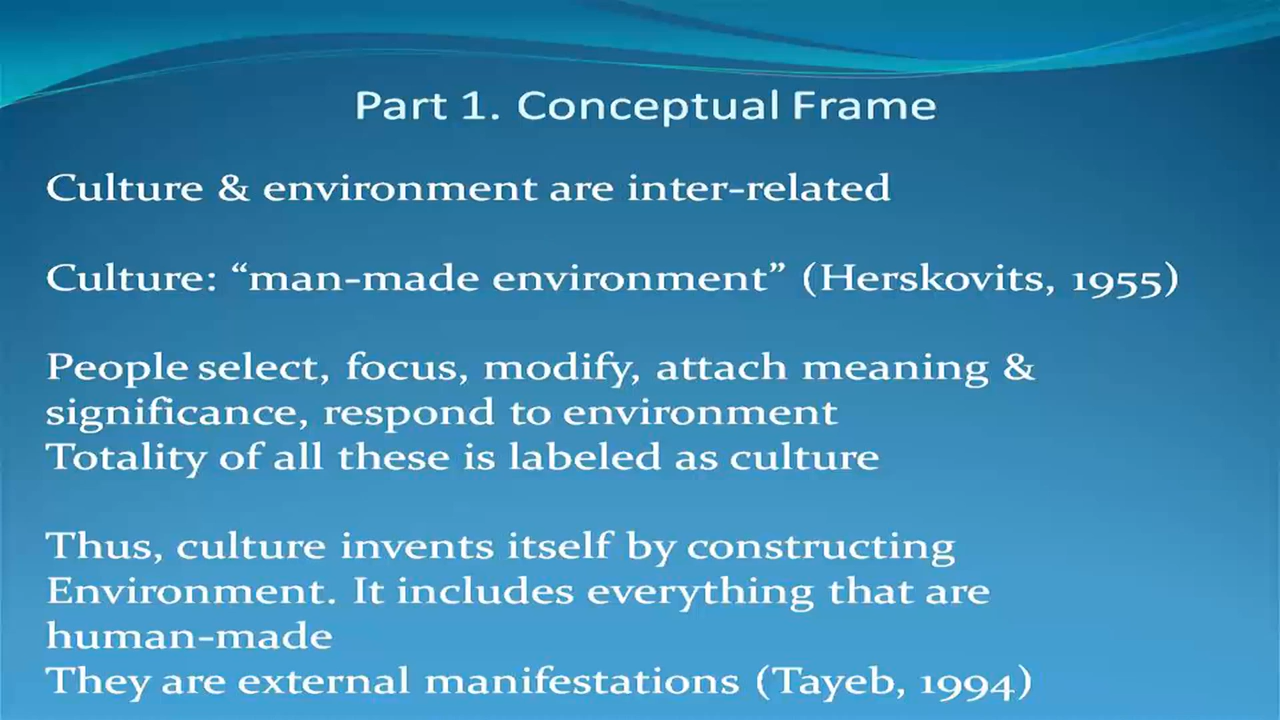 Part 1. Conceptual Frame
Culture & environment are inter-related
Culture: “man-made environment” (Herskovits, 1955)
People select, focus, modify, attach meaning &
significance, respond to environment
Totality of all these is labeled as culture
Thus, culture invents itself by constructing
Environment. It includes everything that are
human-made
They are external manifestations (Tayeb, 1994)